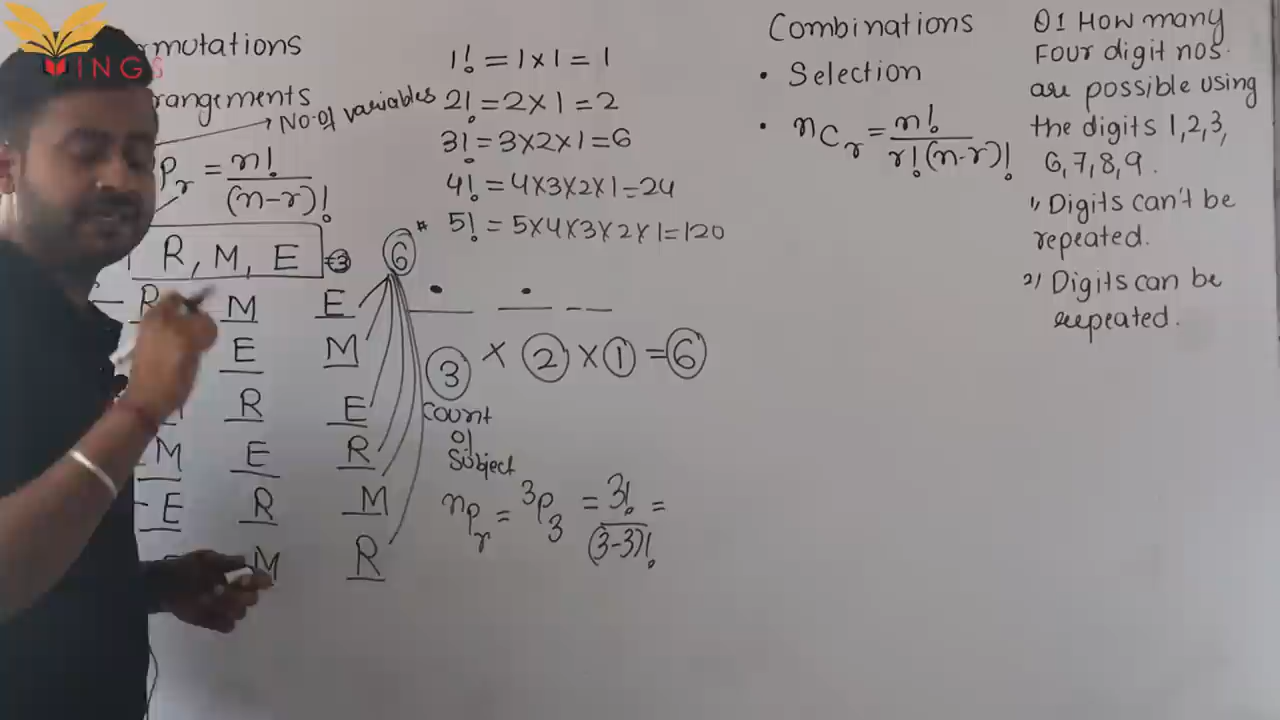 INGS
mutations
rangements
No. of variables
Pr = n! / (n-r)!
R, M, E = 3
6
R M E
E M
R E
M E R
E R M
M R
1! = 1×1 = 1
2! = 2×1 = 2
3! = 3×2×1=6
4! = 4×3×2×1=24
* 5! = 5×4×3×2×1=120
3 × 2 × 1 = 6
Count
of
Subject
nPr = 3P3 = 3! / (3-3)! =
Combinations
• Selection
• nCr = n! / r!(n-r)!
Q1 How many
Four digit nos.
are possible using
the digits 1,2,3,
6,7,8,9.
1) Digits can't be
repeated.
2) Digits can be
repeated.